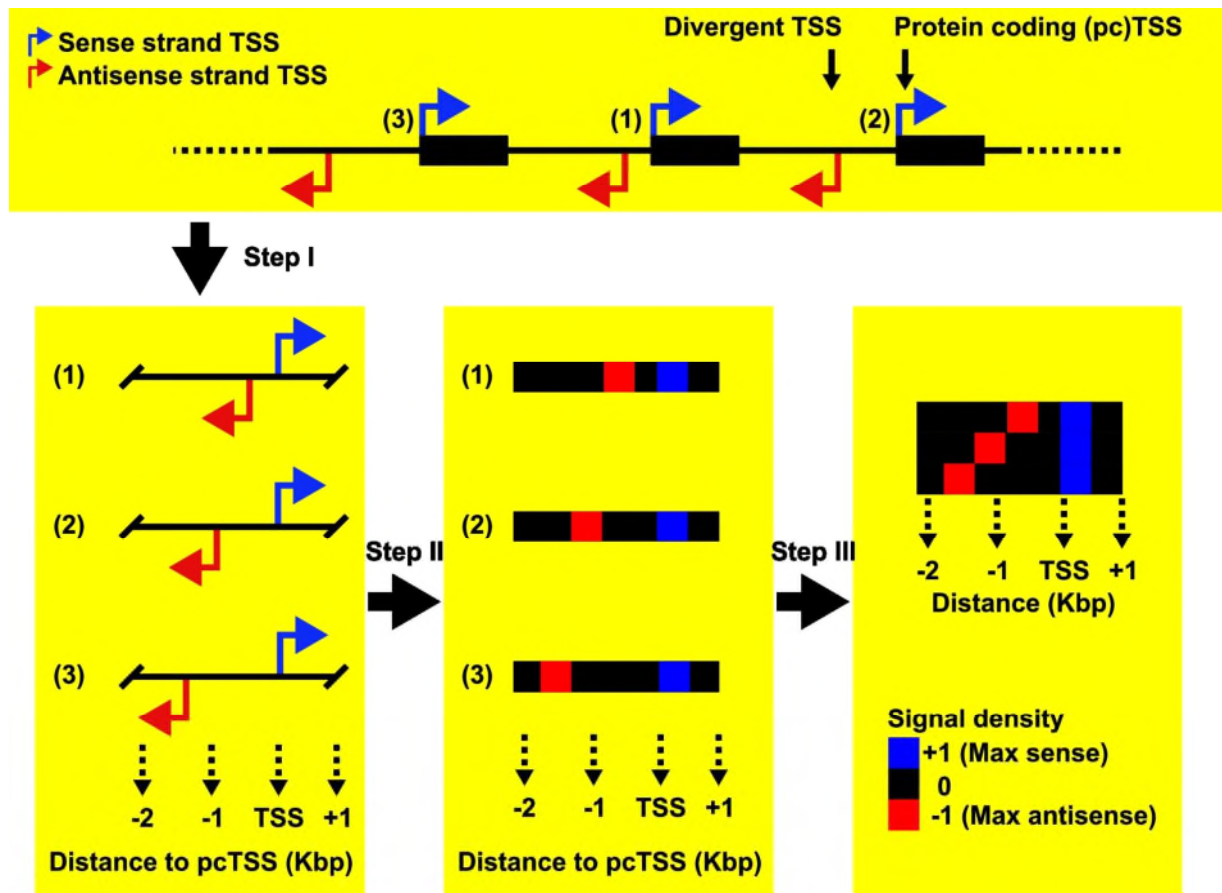 Sense strand TSS
Antisense strand TSS
Divergent TSS
Protein coding (pc)TSS
(3)
(1)
(2)
Step I
(1)
(2)
(3)
-2 -1 TSS +1
Distance to pcTSS (Kbp)
Step II
(1)
(2)
(3)
-2 -1 TSS +1
Distance to pcTSS (Kbp)
Step III
-2 -1 TSS +1
Distance (Kbp)
Signal density
+1 (Max sense)
0
-1 (Max antisense)